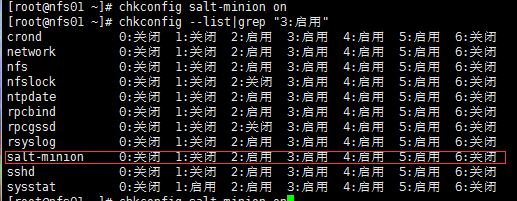 [root@nfs01 ~]# chkconfig salt-minion on
[root@nfs01 ~]# chkconfig --list|grep "3:启用"
crond 0:关闭 1:关闭 2:启用 3:启用 4:启用 5:启用 6:关闭
network 0:关闭 1:关闭 2:启用 3:启用 4:启用 5:启用 6:关闭
nfs 0:关闭 1:关闭 2:启用 3:启用 4:启用 5:启用 6:关闭
nfslock 0:关闭 1:关闭 2:关闭 3:启用 4:启用 5:启用 6:关闭
ntpdate 0:关闭 1:关闭 2:启用 3:启用 4:启用 5:启用 6:关闭
rpcbind 0:关闭 1:关闭 2:启用 3:启用 4:启用 5:启用 6:关闭
rpcgssd 0:关闭 1:关闭 2:关闭 3:启用 4:启用 5:启用 6:关闭
rsyslog 0:关闭 1:关闭 2:启用 3:启用 4:启用 5:启用 6:关闭
salt-minion 0:关闭 1:关闭 2:启用 3:启用 4:启用 5:启用 6:关闭
sshd 0:关闭 1:关闭 2:启用 3:启用 4:启用 5:启用 6:关闭
sysstat 0:关闭 1:启用 2:启用 3:启用 4:启用 5:启用 6:关闭
[root@nfs01 ~]# chkconfig salt-minion on